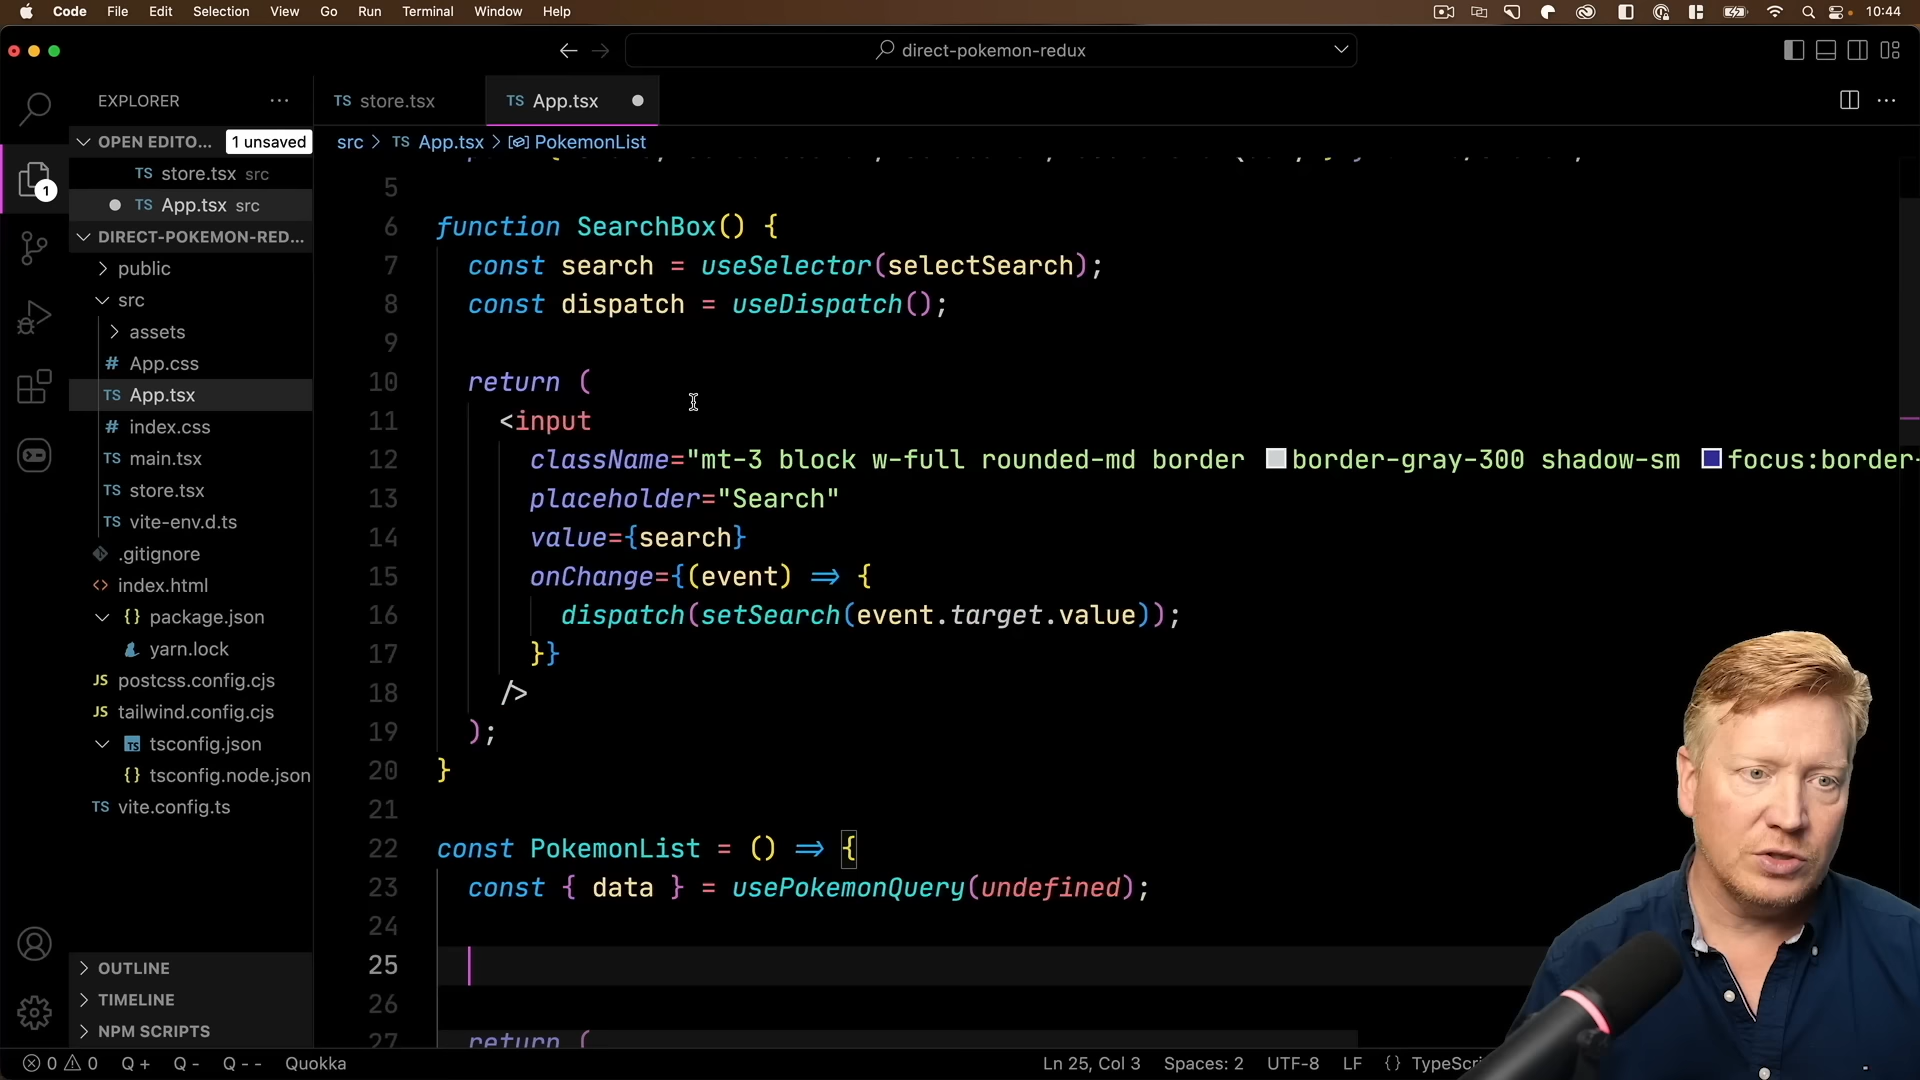 Code File Edit Selection View Go Run Terminal Window Help 10:44
direct-pokemon-redux
EXPLORER
OPEN EDITO... 1 unsaved
store.tsx src
App.tsx src
DIRECT-POKEMON-RED...
public
src
assets
# App.css
TS App.tsx
# index.css
TS main.tsx
TS store.tsx
TS vite-env.d.ts
.gitignore
<> index.html
{} package.json
yarn.lock
JS postcss.config.cjs
JS tailwind.config.cjs
TS tsconfig.json
{} tsconfig.node.json
TS vite.config.ts
OUTLINE
TIMELINE
NPM SCRIPTS
1
TS store.tsx TS App.tsx
src > TS App.tsx > PokemonList
5
6 function SearchBox() {
7 const search = useSelector(selectSearch);
8 const dispatch = useDispatch();
9
10 return (
11 <input
12 className="mt-3 block w-full rounded-md border border-gray-300 shadow-sm focus:border-
13 placeholder="Search"
14 value={search}
15 onChange={(event) => {
16 dispatch(setSearch(event.target.value));
17 }}
18 />
19 );
20 }
21
22 const PokemonList = () => {
23 const { data } = usePokemonQuery(undefined);
24
25
26
27 return (
0 0 Q + Q - Q - - Quokka Ln 25, Col 3 Spaces: 2 UTF-8 LF {} TypeScri